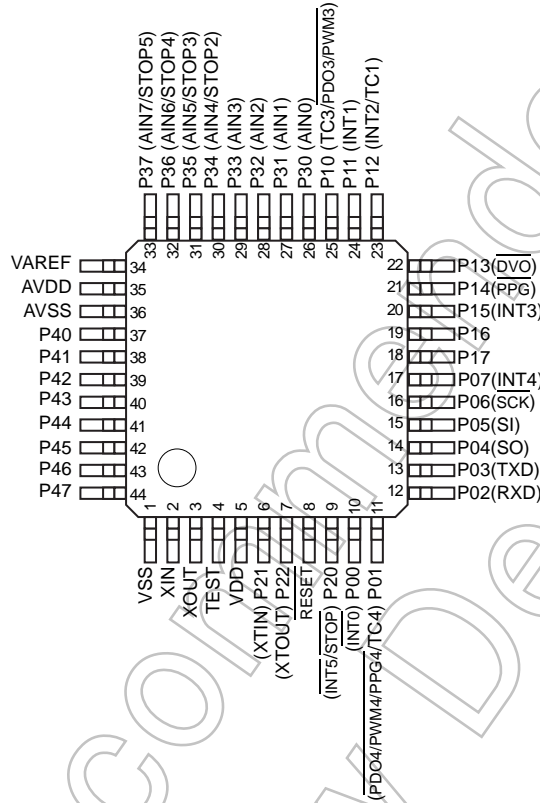 P37 (AIN7/STOP5)
P36 (AIN6/STOP4)
P35 (AIN5/STOP3)
P34 (AIN4/STOP2)
P33 (AIN3)
P32 (AIN2)
P31 (AIN1)
P30 (AIN0)
P10 (TC3/PDO3/PWM3)
P11 (INT1)
P12 (INT2/TC1)
33
32
31
30
29
28
27
26
25
24
23
VAREF 34
AVDD 35
AVSS 36
P40 37
P41 38
P42 39
P43 40
P44 41
P45 42
P46 43
P47 44
22 P13(DVO)
21 P14(PPG)
20 P15(INT3)
19 P16
18 P17
17 P07(INT4)
16 P06(SCK)
15 P05(SI)
14 P04(SO)
13 P03(TXD)
12 P02(RXD)
1
2
3
4
5
6
7
8
9
10
11
VSS
XIN
XOUT
TEST
VDD
(XTIN) P21
(XTOUT) P22
RESET
(INT5/STOP) P20
(INT0) P00
(PDO4/PWM4/PPG4/TC4) P01